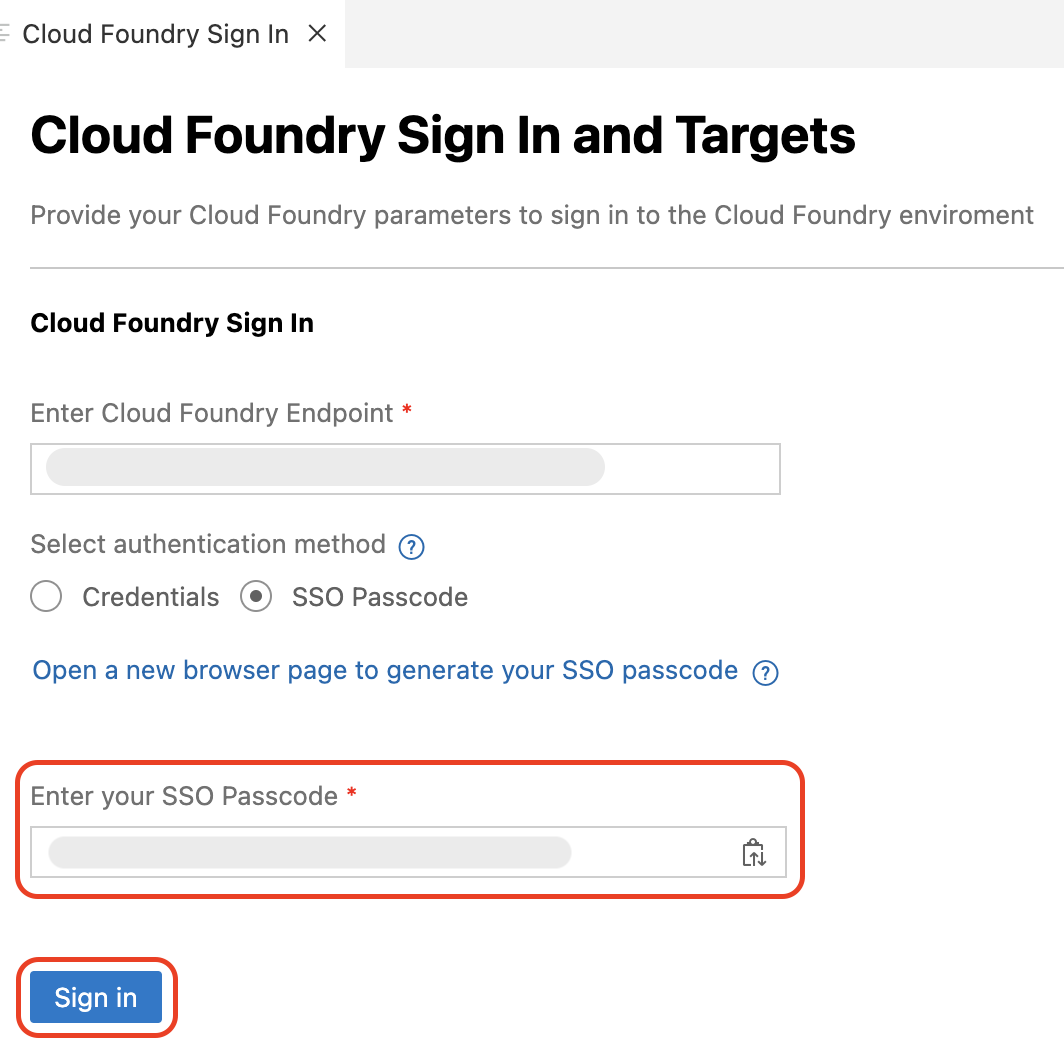 Cloud Foundry Sign In
Cloud Foundry Sign In and Targets
Provide your Cloud Foundry parameters to sign in to the Cloud Foundry enviroment
Cloud Foundry Sign In
Enter Cloud Foundry Endpoint *
Select authentication method ?
Credentials SSO Passcode
Open a new browser page to generate your SSO passcode ?
Enter your SSO Passcode *
Sign in